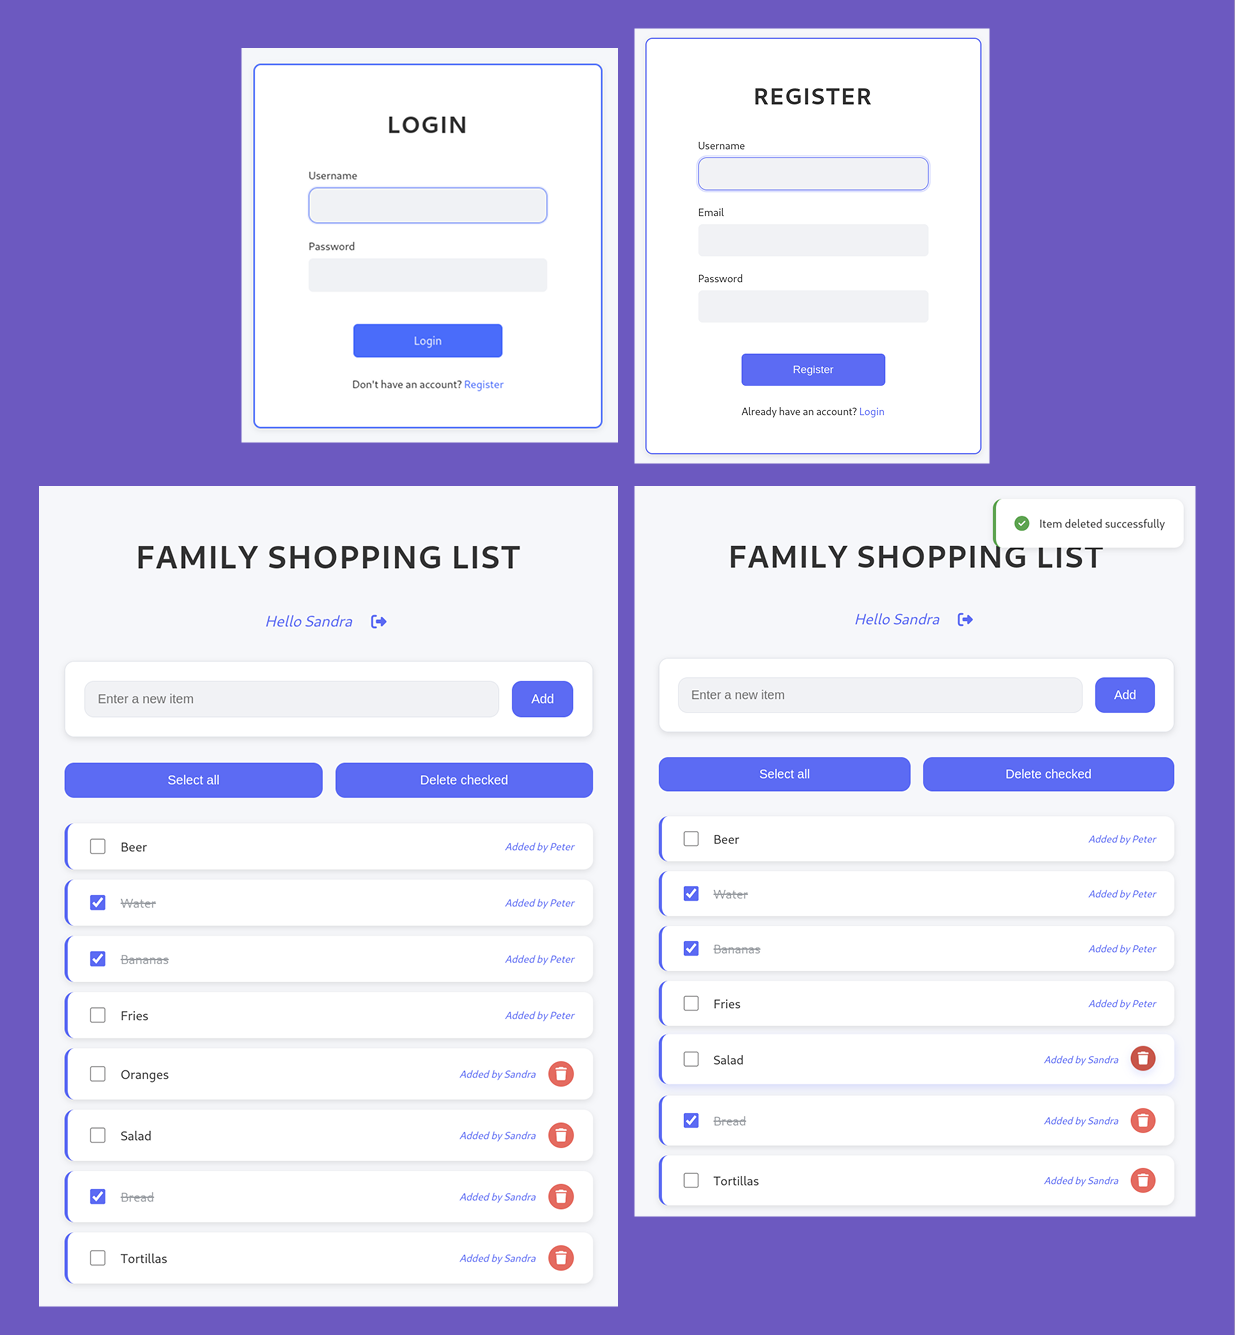 LOGIN
Username
Password
Login
Don't have an account? Register
REGISTER
Username
Email
Password
Register
Already have an account? Login
FAMILY SHOPPING LIST
Hello Sandra
Enter a new item
Add
Select all
Delete checked
Beer
Added by Peter
Water
Added by Peter
Bananas
Added by Peter
Fries
Added by Peter
Oranges
Added by Sandra
Salad
Added by Sandra
Bread
Added by Sandra
Tortillas
Added by Sandra
Item deleted successfully
FAMILY SHOPPING LIST
Hello Sandra
Enter a new item
Add
Select all
Delete checked
Beer
Added by Peter
Water
Added by Peter
Bananas
Added by Peter
Fries
Added by Peter
Salad
Added by Sandra
Bread
Added by Sandra
Tortillas
Added by Sandra